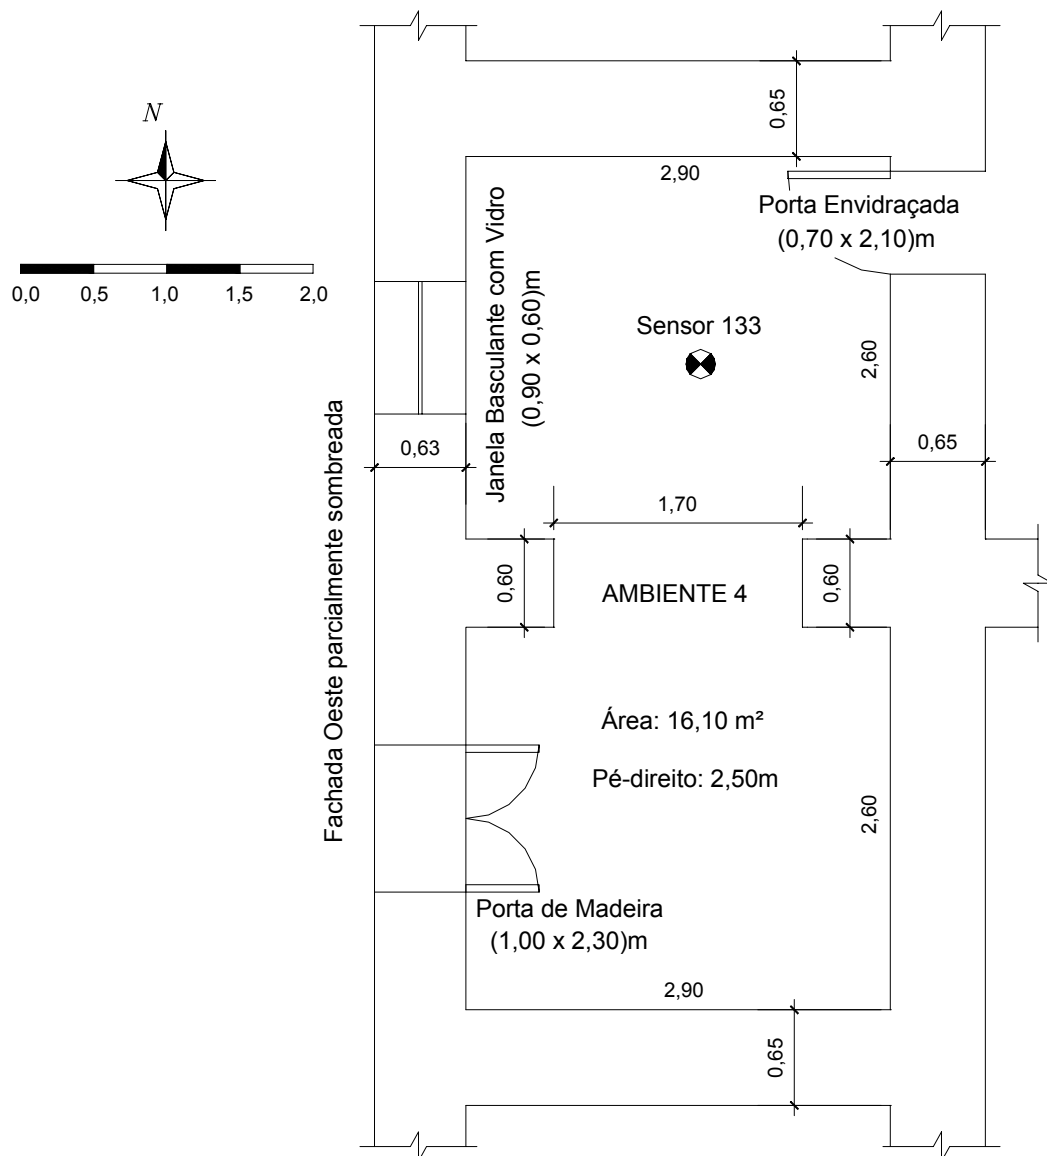 N
0,65
2,90
Porta Envidraçada
(0,70 x 2,10)m
0,0 0,5 1,0 1,5 2,0
Janela Basculante com Vidro
(0,90 x 0,60)m
Sensor 133
2,60
Fachada Oeste parcialmente sombreada
0,63
0,65
1,70
0,60
AMBIENTE 4
0,60
Área: 16,10 m²
Pé-direito: 2,50m
2,60
Porta de Madeira
(1,00 x 2,30)m
2,90
0,65